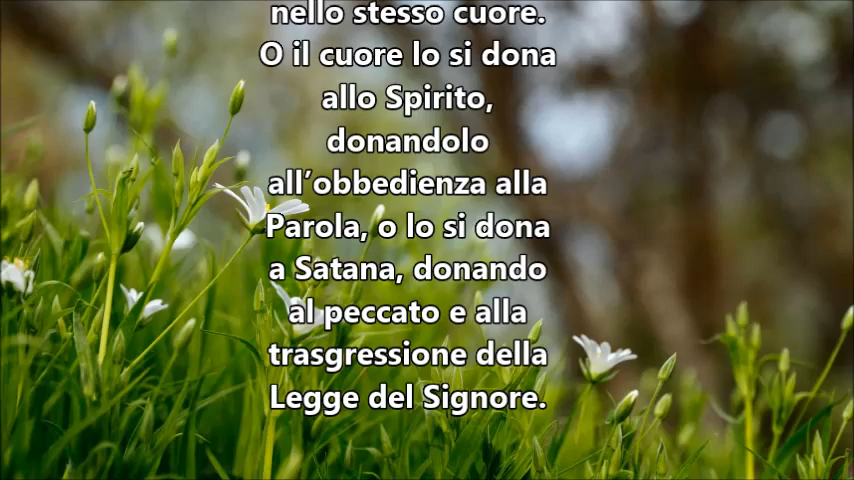 nello stesso cuore.
O il cuore lo si dona
allo Spirito,
donandolo
all’obbedienza alla
Parola, o lo si dona
a Satana, donando
al peccato e alla
trasgressione della
Legge del Signore.